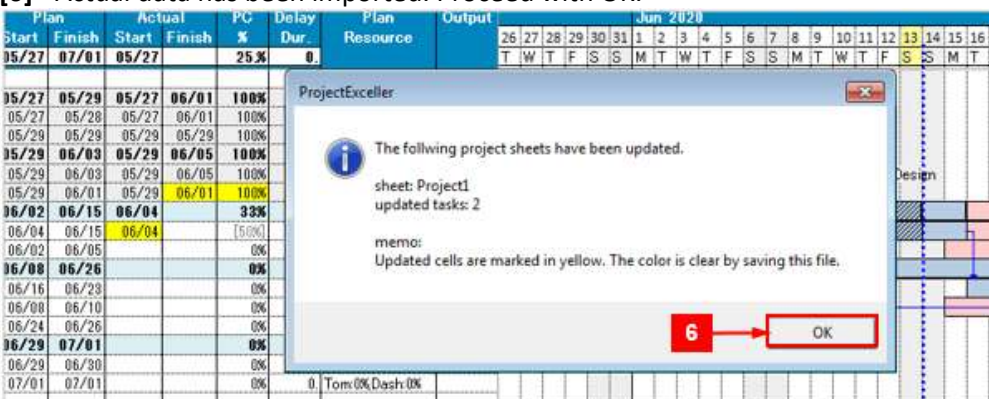 [6] Actual data has been imported. Proceed with OK.
Plan Actual PC Delay Plan Output Jun 2020
Start Finish Start Finish % Dur. Resource 26 27 28 29 30 31 1 2 3 4 5 6 7 8 9 10 11 12 13 14 15 16
05/27 07/01 05/27 25% 0. T W T F S S M T W T F S S M T W T F S S M T
05/27 05/29 05/27 06/01 100%
05/27 05/28 05/27 06/01 100%
05/29 05/29 05/29 05/29 100%
05/29 06/03 05/29 06/05 100%
05/29 06/03 05/29 06/05 100% Design
05/29 06/01 05/29 06/01 100%
06/02 06/15 06/04 33%
06/04 06/15 06/04 [50%]
06/02 06/05 0%
06/08 06/26 0%
06/16 06/23 0%
06/08 06/10 0%
06/24 06/26 0%
06/29 07/01 0%
06/29 06/30 0%
07/01 07/01 0% 0. Tom:0%,Dash:0%
ProjectExceller
The follwing project sheets have been updated.
sheet: Project1
updated tasks: 2
memo:
Updated cells are marked in yellow. The color is clear by saving this file.
6 OK